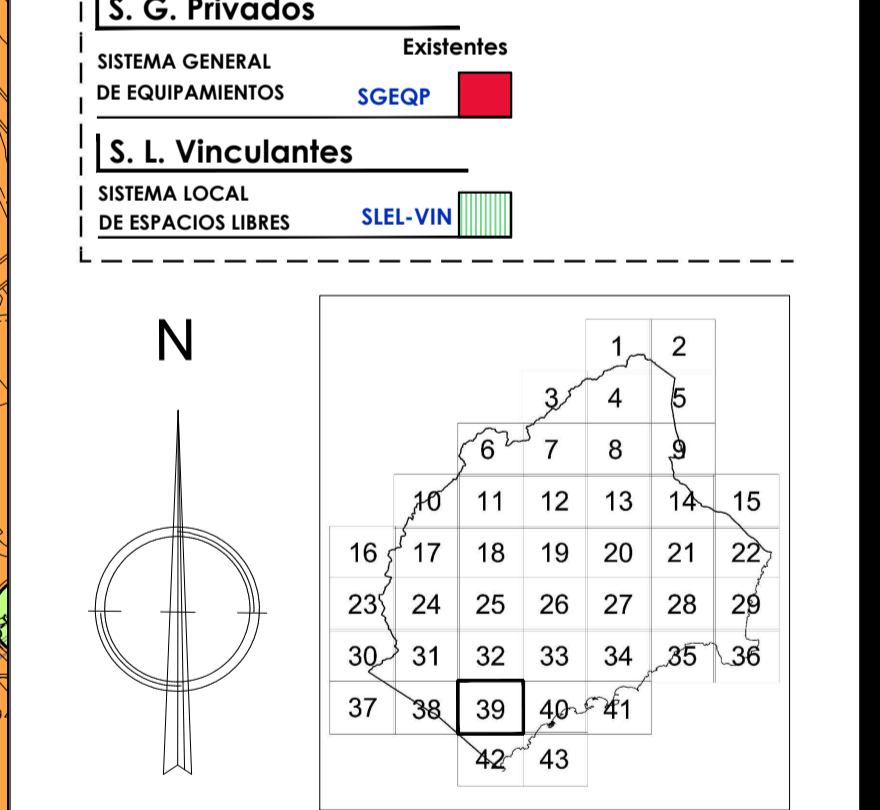 S. G. Privados
Existentes
SISTEMA GENERAL
DE EQUIPAMIENTOS SGEQP
S. L. Vinculantes
SISTEMA LOCAL
DE ESPACIOS LIBRES SLEL-VIN
N
1 2
3 4 5
6 7 8 9
10 11 12 13 14 15
16 17 18 19 20 21 22
23 24 25 26 27 28 29
30 31 32 33 34 35 36
37 38 39 40 41
42 43